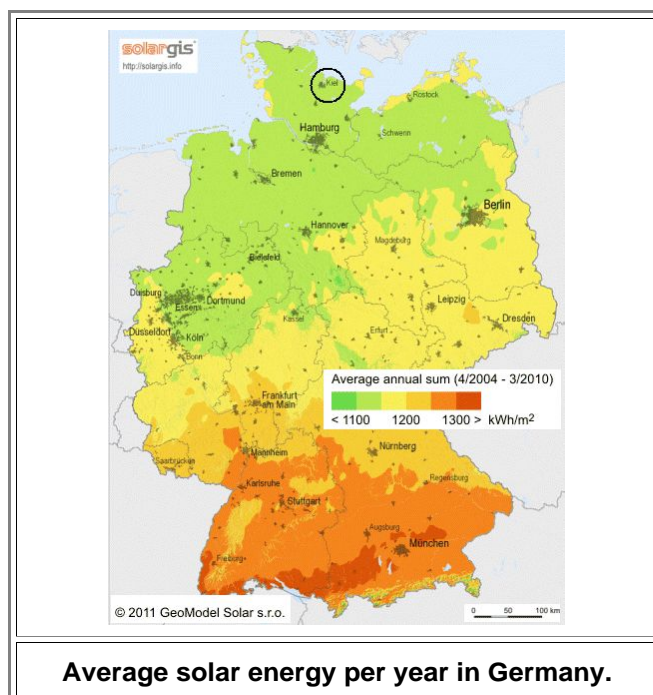 solargis
http://solargis.info
Kiel
Rostock
Hamburg
Schwerin
Bremen
Berlin
Hannover
Magdeburg
Bielefeld
Duisburg
Essen
Dortmund
Leipzig
Düsseldorf
Kassel
Dresden
Köln
Erfurt
Bonn
Average annual sum (4/2004 - 3/2010)
< 1100 1200 1300 > kWh/m²
Frankfurt
am Main
Nürnberg
Mannheim
Saarbrücken
Regensburg
Karlsruhe
Stuttgart
Augsburg
München
Freiburg
© 2011 GeoModel Solar s.r.o.
0 50 100 km
Average solar energy per year in Germany.